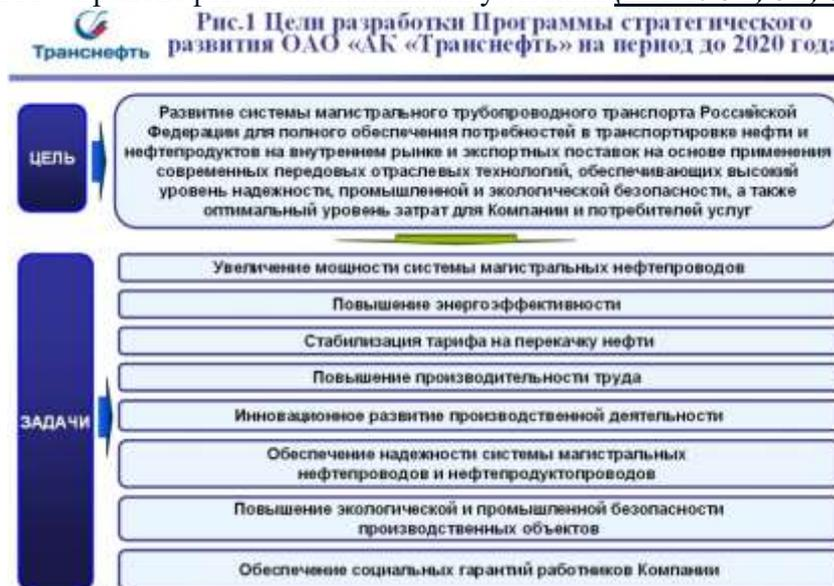 Транснефть
Рис.1 Цели разработки Программы стратегического
развития ОАО «АК «Транснефть» на период до 2020 года
ЦЕЛЬ
Развитие системы магистрального трубопроводного транспорта Российской
Федерации для полного обеспечения потребностей в транспортировке нефти и
нефтепродуктов на внутреннем рынке и экспортных поставок на основе применения
современных передовых отраслевых технологий, обеспечивающих высокий
уровень надежности, промышленной и экологической безопасности, а также
оптимальный уровень затрат для Компании и потребителей услуг
ЗАДАЧИ
Увеличение мощности системы магистральных нефтепроводов
Повышение энергоэффективности
Стабилизация тарифа на перекачку нефти
Повышение производительности труда
Инновационное развитие производственной деятельности
Обеспечение надежности системы магистральных
нефтепроводов и нефтепродуктопроводов
Повышение экологической и промышленной безопасности
производственных объектов
Обеспечение социальных гарантий работников Компании